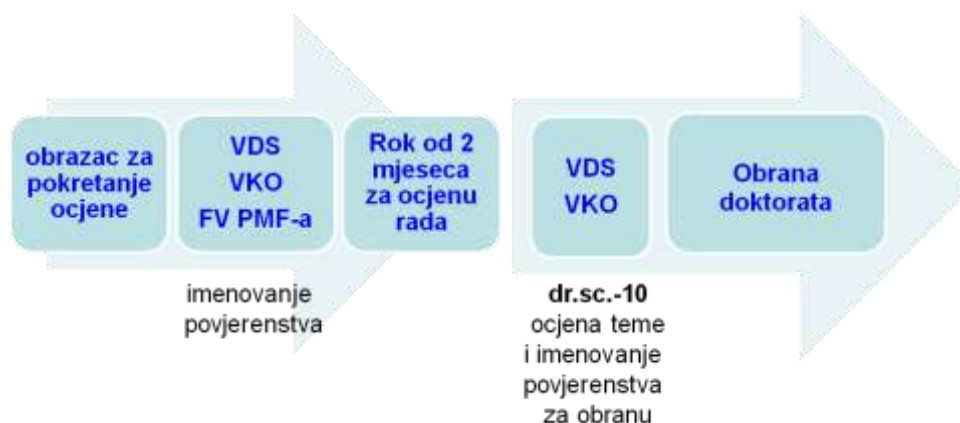 obrazac za
pokretanje
ocjene
VDS
VKO
FV PMF-a
Rok od 2
mjeseca
za ocjenu
rada
imenovanje
povjerenstva
VDS
VKO
Obrana
doktorata
dr.sc.-10
ocjena teme
i imenovanje
povjerenstva
za obranu